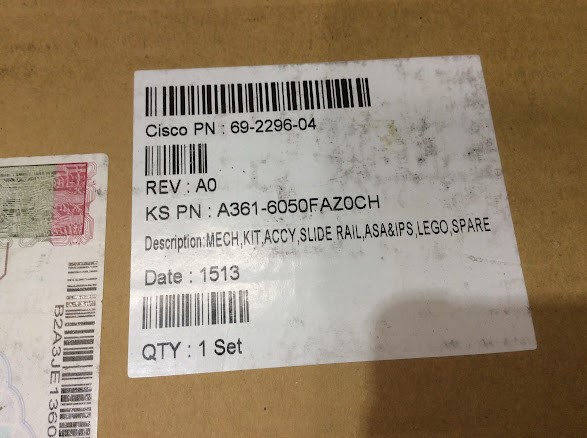 Cisco PN : 69-2296-04
REV : A0
KS PN : A361-6050FAZ0CH
Description:MECH,KIT,ACCY,SLIDE RAIL,ASA&IPS,LEGO,SPARE
Date : 1513
QTY : 1 Set
B2A3JE1360